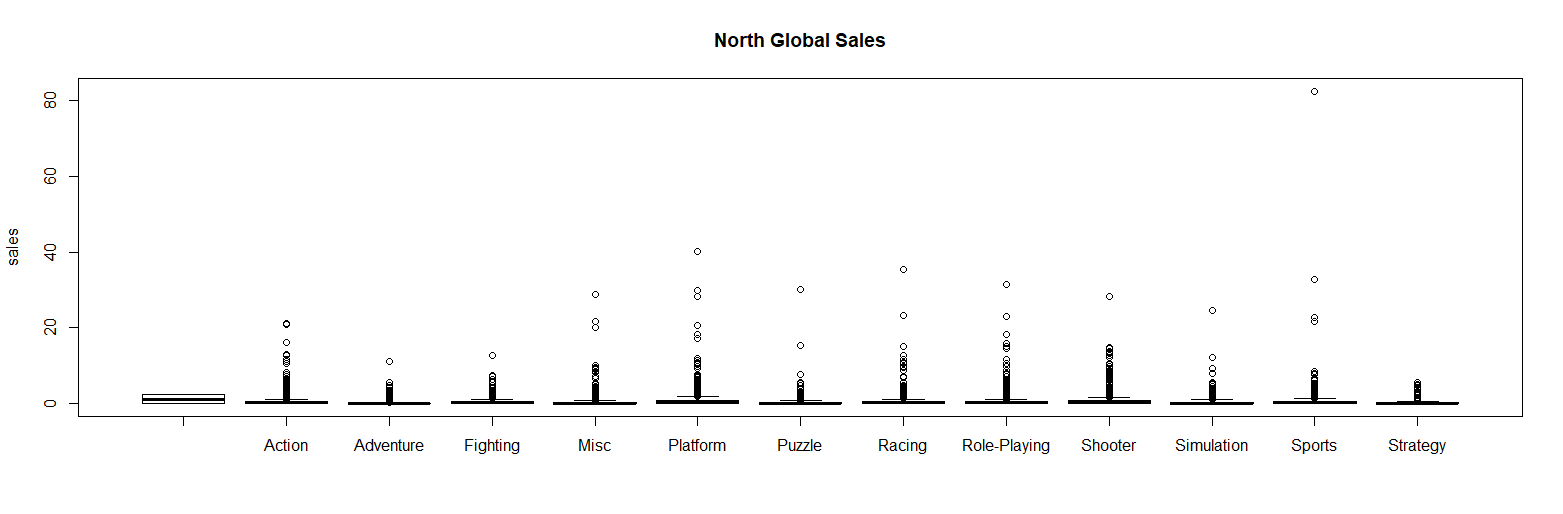 North Global Sales
sales
80
60
40
20
0
Action Adventure Fighting Misc Platform Puzzle Racing Role-Playing Shooter Simulation Sports Strategy